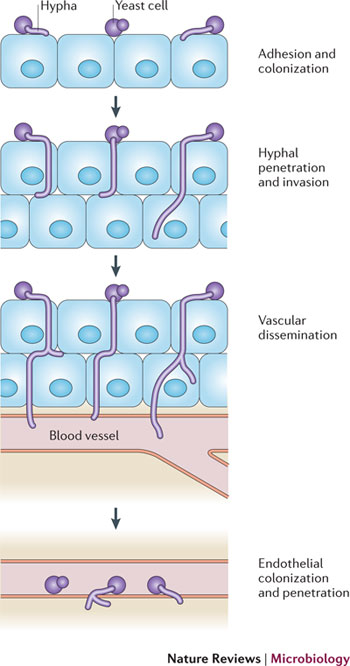 Hypha
Yeast cell
Adhesion and
colonization
Hyphal
penetration
and invasion
Vascular
dissemination
Blood vessel
Endothelial
colonization
and penetration
Nature Reviews | Microbiology